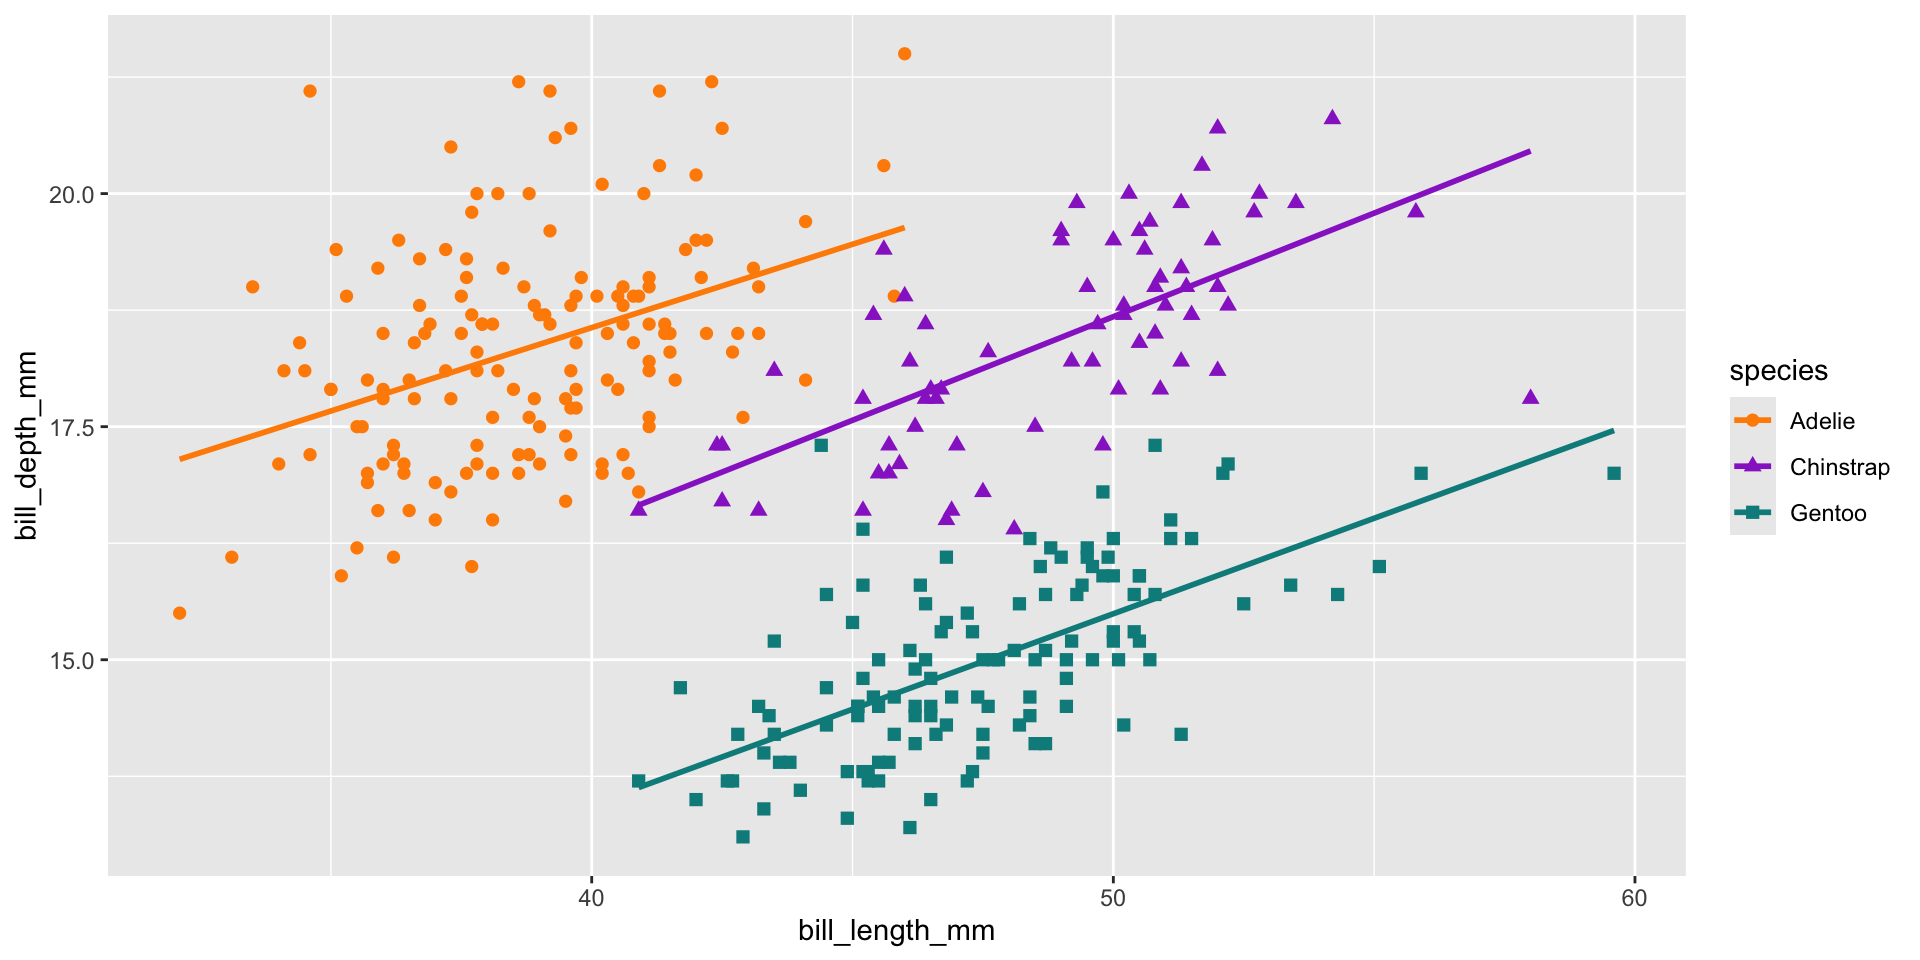 bill_depth_mm
20.0
17.5
15.0
40
50
60
bill_length_mm
species
Adelie
Chinstrap
Gentoo